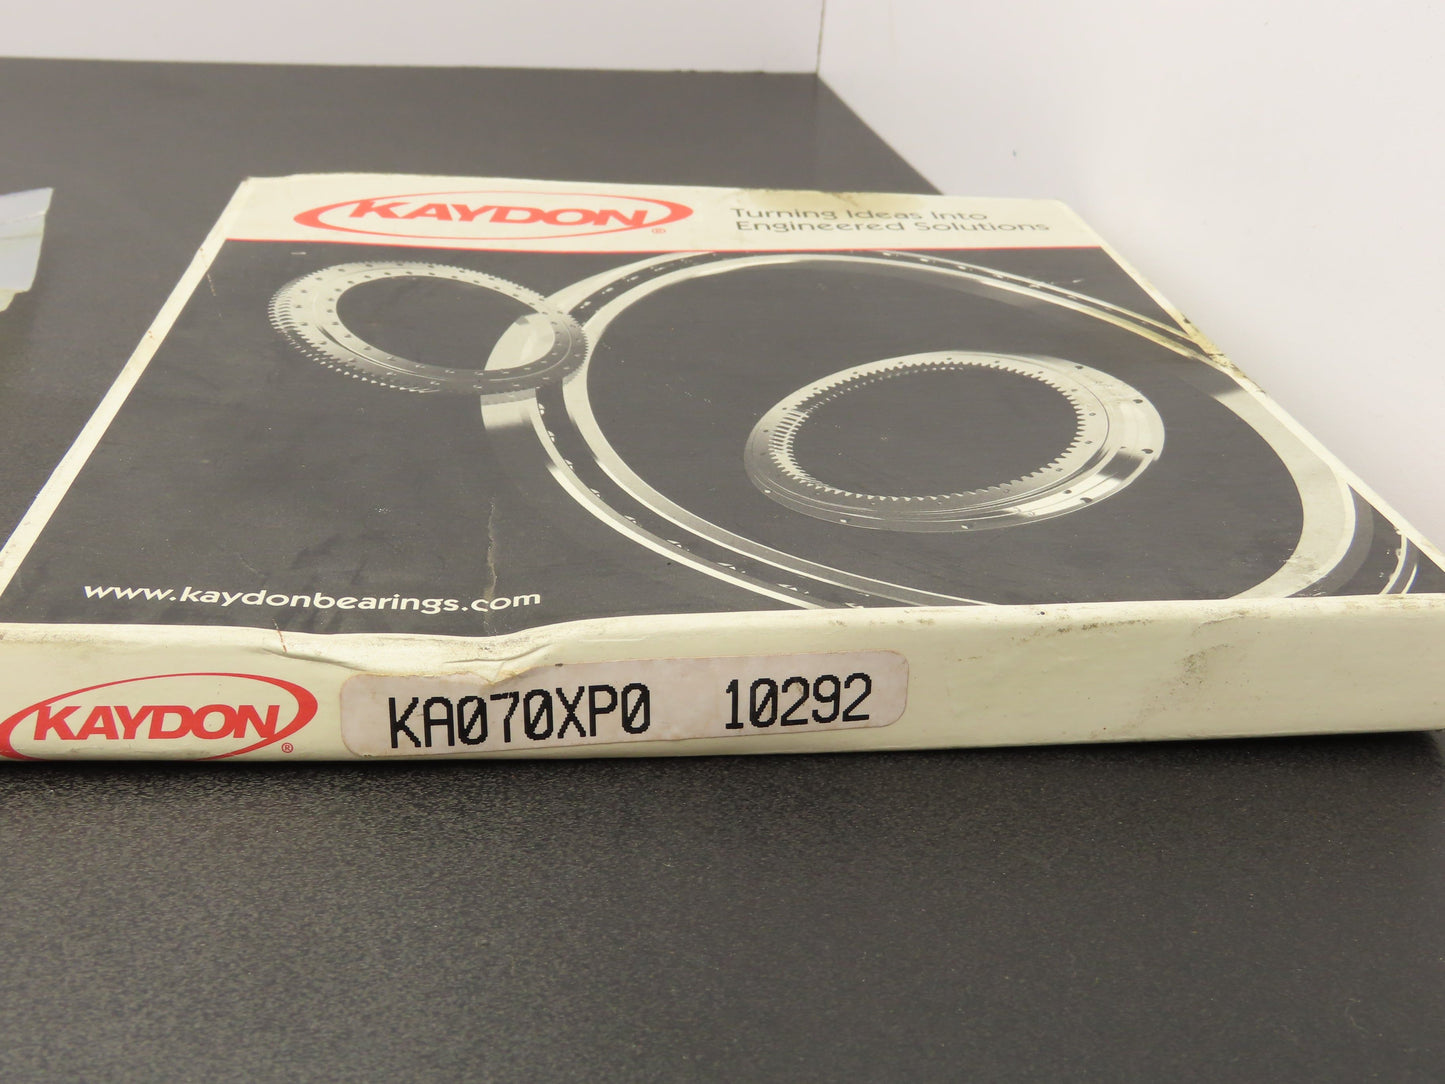 KAYDON®
Turning Ideas into
Engineered Solutions
www.kaydonbearings.com
KAYDON®
KA070XP0 10292